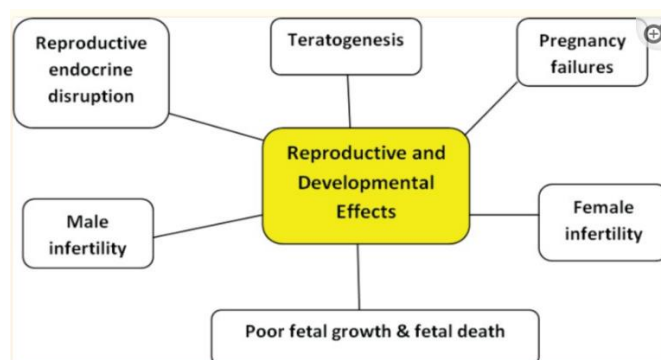 Reproductive
endocrine
disruption
Teratogenesis
Pregnancy
failures
Reproductive and
Developmental
Effects
Male
infertility
Female
infertility
Poor fetal growth & fetal death